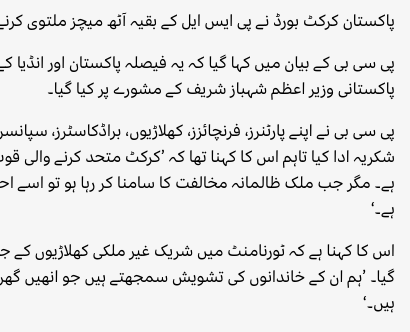 پاکستان کرکٹ بورڈ نے پی ایس ایل کے بقیہ آٹھ میچز ملتوی کرنے
پی سی بی کے بیان میں کہا گیا کہ یہ فیصلہ پاکستان اور انڈیا کے
پاکستانی وزیر اعظم شہباز شریف کے مشورے پر کیا گیا۔
پی سی بی نے اپنے پارٹنرز، فرنچائزز، کھلاڑیوں، براڈکاسٹرز، سپانسر
شکریہ ادا کیا تاہم اس کا کہنا تھا کہ ’کرکٹ متحد کرنے والی
ہے۔ مگر جب ملک ظالمانہ مخالفت کا سامنا کر رہا ہو تو اسے
ہے۔‘
اس کا کہنا ہے کہ ٹورنامنٹ میں شریک غیر ملکی کھلاڑیوں کے
گیا۔ ’ہم ان کے خاندانوں کی تشویش سمجھتے ہیں جو انھیں گھر
ہیں۔‘